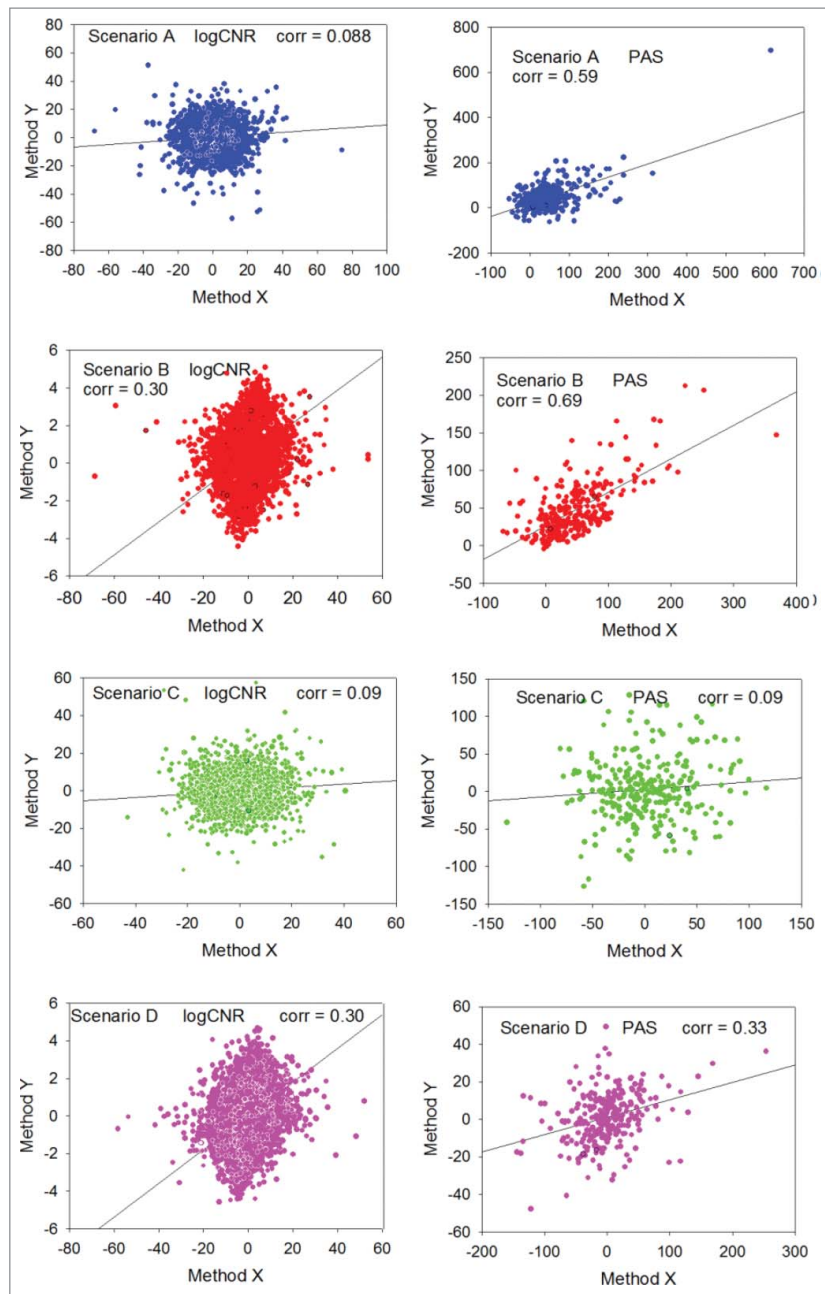 Scenario A logCNR corr = 0.088
80
60
40
20
0
-20
-40
-60
-80
Method Y
-80 -60 -40 -20 0 20 40 60 80 100
Method X
Scenario A PAS
corr = 0.59
800
600
400
200
0
-200
Method Y
-100 0 100 200 300 400 500 600 700
Method X
Scenario B logCNR
corr = 0.30
6
4
2
0
-2
-4
6
Method Y
-80 -60 -40 -20 0 20 40 60
Method X
Scenario B PAS
corr = 0.69
250
200
150
100
50
0
-50
Method Y
-100 0 100 200 300 400 )
Method X
Scenario C logCNR corr = 0.09
60
40
20
0
-20
-40
-60
Method Y
-60 -40 -20 0 20 40 60
Method X
Scenario C PAS corr = 0.09
150
100
50
0
-50
-100
-150
Method Y
-150 -100 -50 0 50 100 150
Method X
Scenario D logCNR corr = 0.30
6
4
2
0
-2
-4
-6
Method Y
-80 -60 -40 -20 0 20 40 60
Method X
Scenario D PAS corr = 0.33
60
40
20
0
-20
-40
-60
Method Y
-200 -100 0 100 200 300
Method X